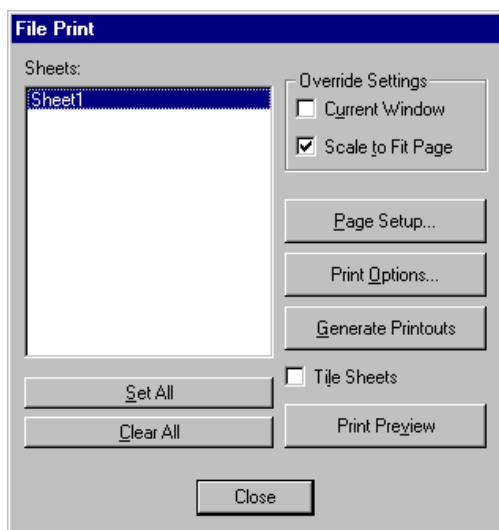 File Print
Sheets:
Sheet1
Set All
Clear All
Override Settings
Current Window
Scale to Fit Page
Page Setup...
Print Options...
Generate Printouts
Tile Sheets
Print Preview
Close